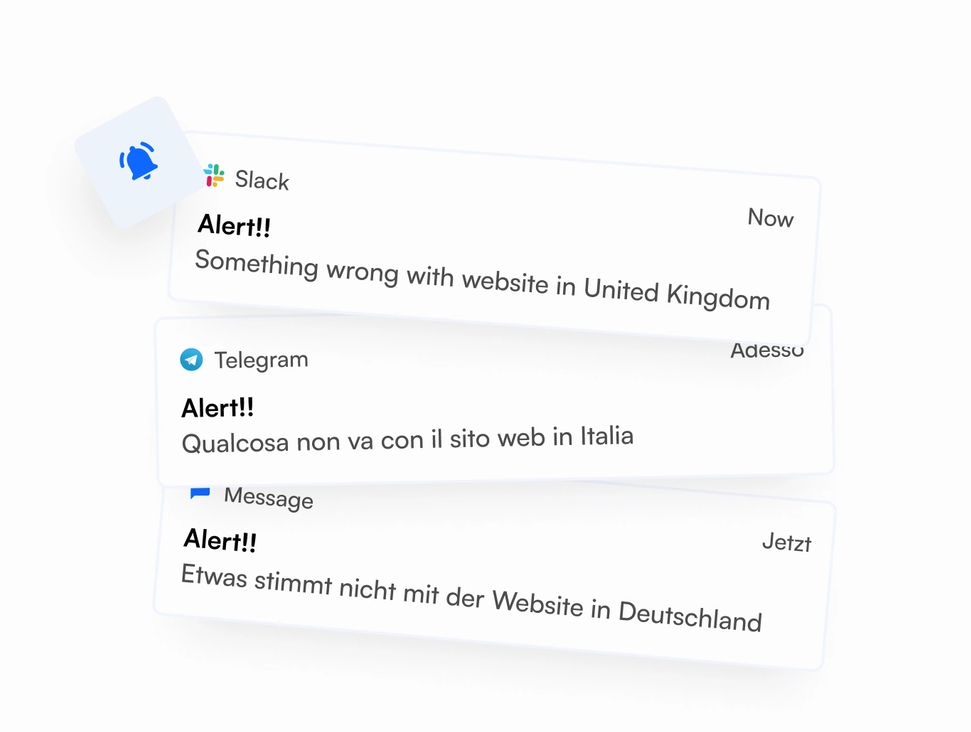 Slack
Now
Alert!!
Something wrong with website in United Kingdom
Telegram
Adesso
Alert!!
Qualcosa non va con il sito web in Italia
Message
Jetzt
Alert!!
Etwas stimmt nicht mit der Website in Deutschland